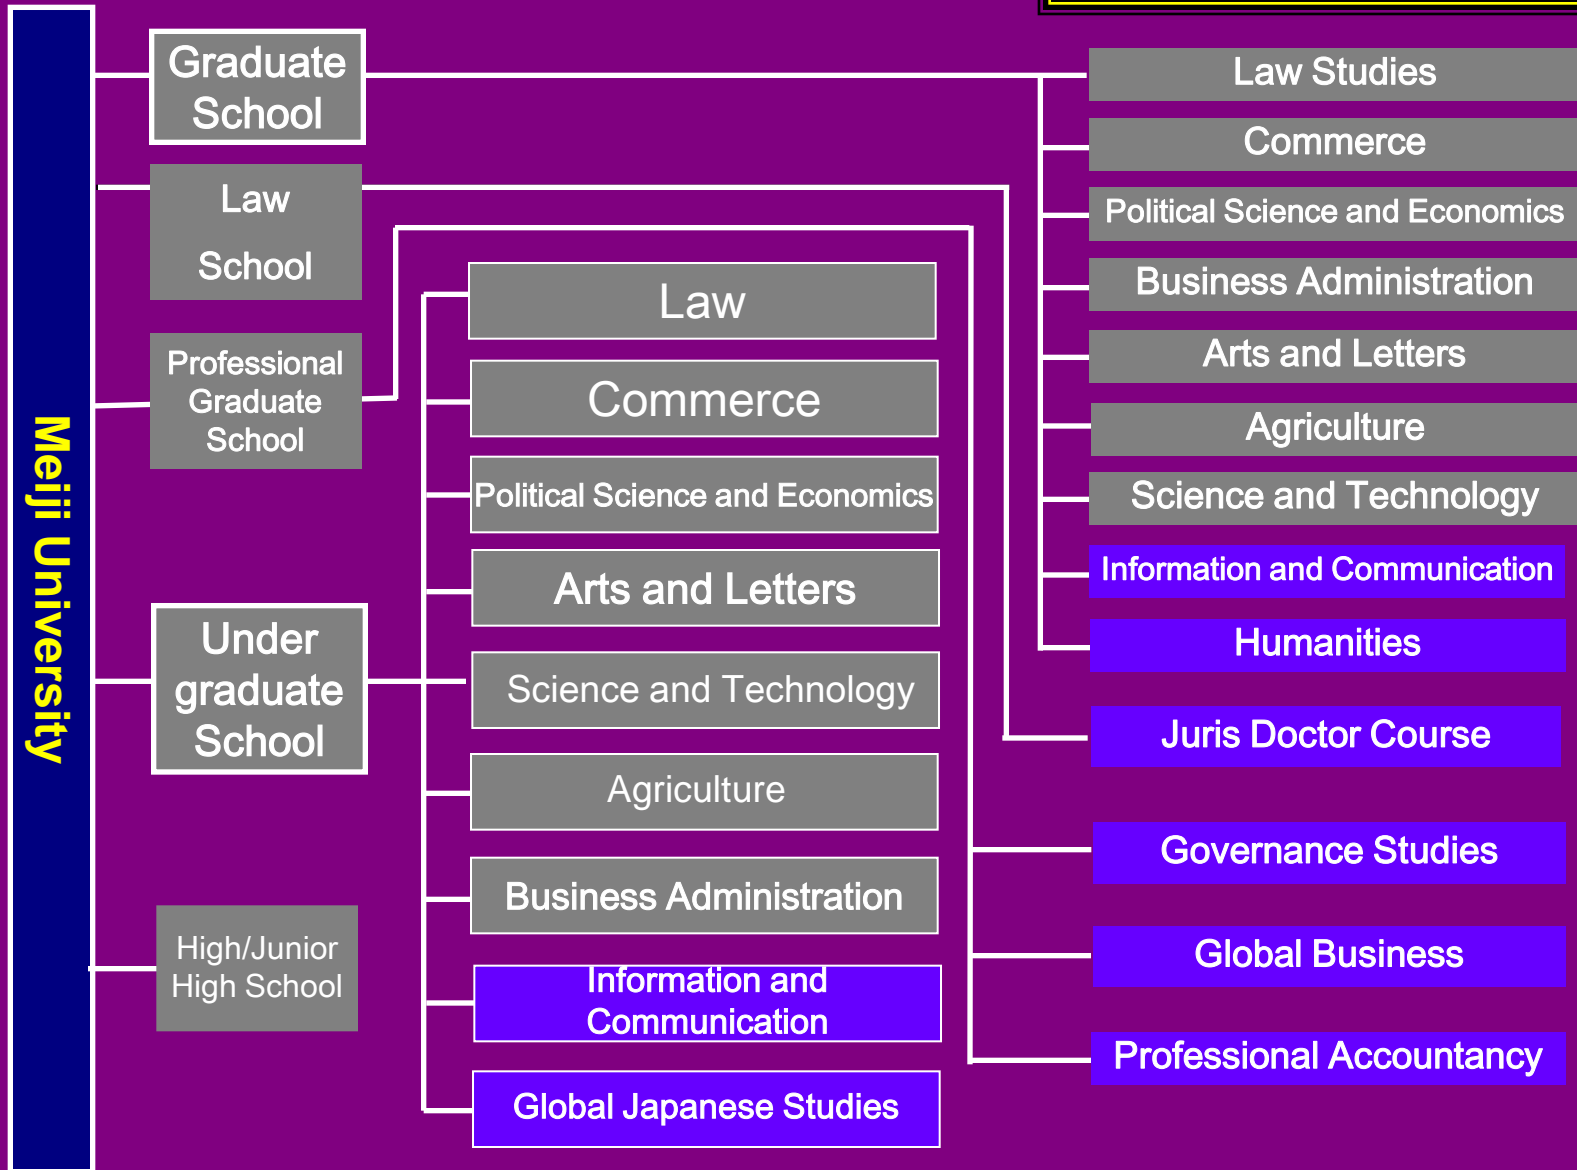 Meiji University
Graduate
School
Law
School
Professional
Graduate
School
Under
graduate
School
High/Junior
High School
Law
Commerce
Political Science and Economics
Arts and Letters
Science and Technology
Agriculture
Business Administration
Information and
Communication
Global Japanese Studies
Law Studies
Commerce
Political Science and Economics
Business Administration
Arts and Letters
Agriculture
Science and Technology
Information and Communication
Humanities
Juris Doctor Course
Governance Studies
Global Business
Professional Accountancy